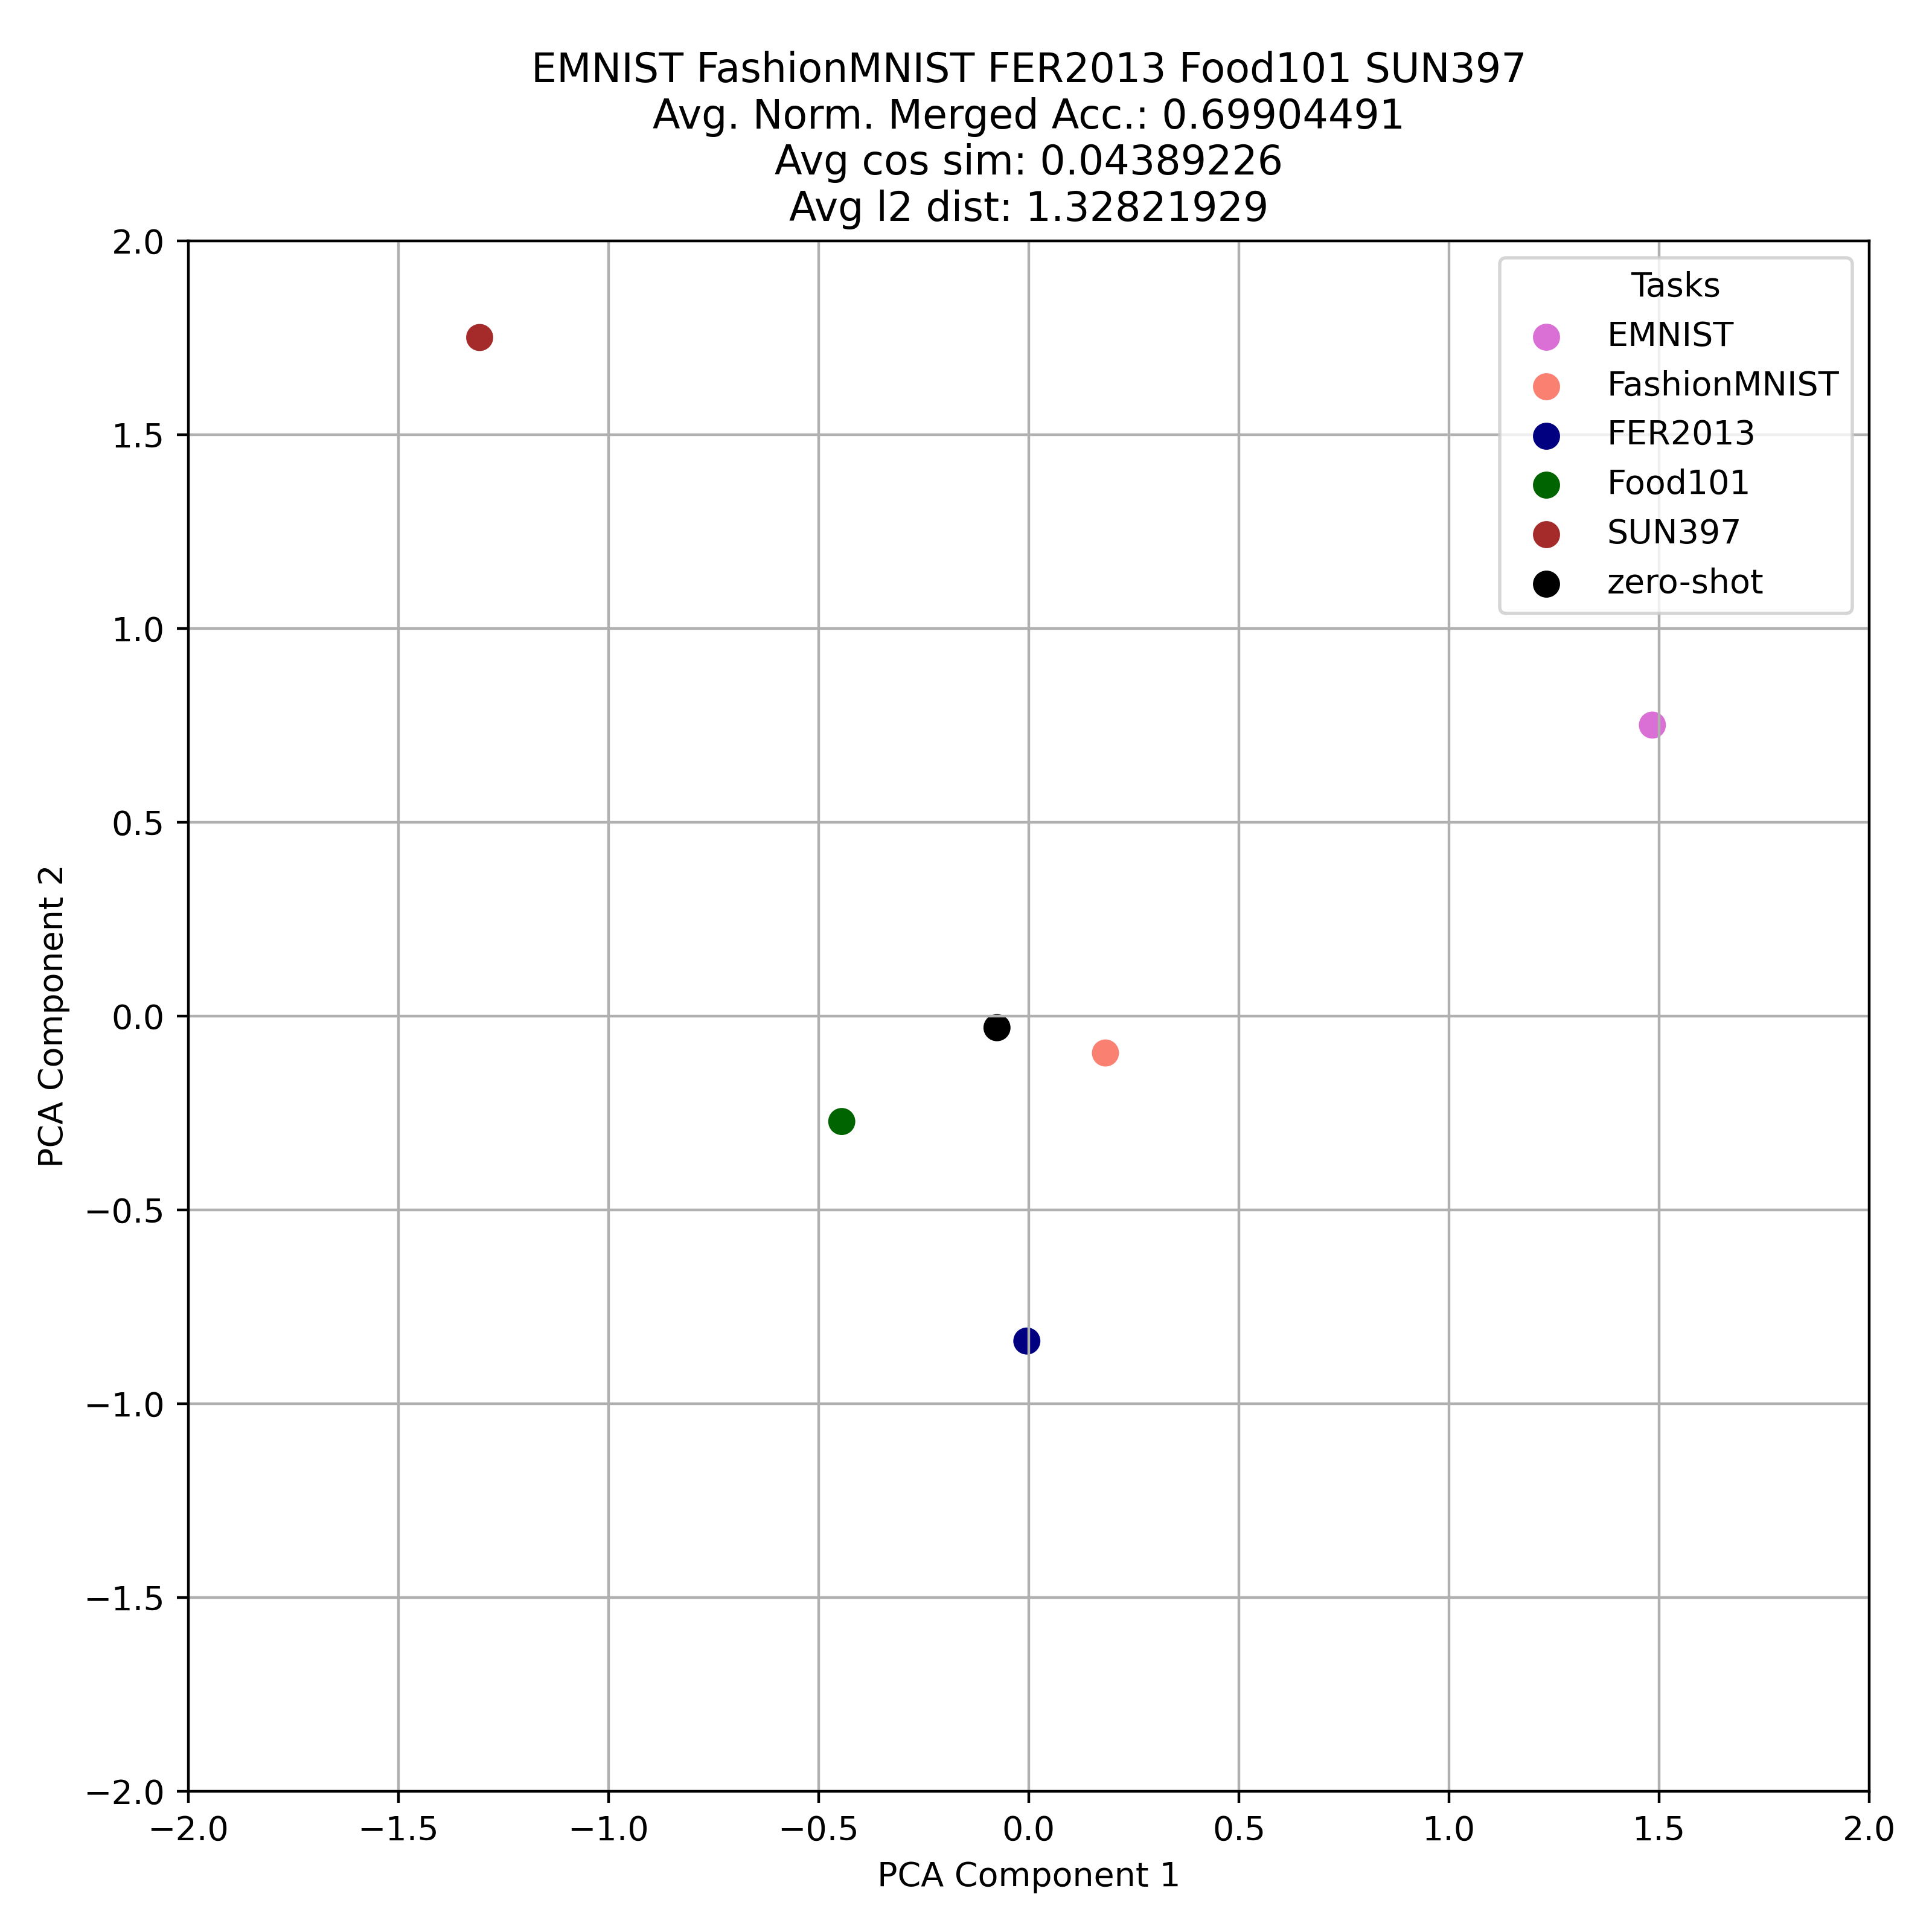 EMNIST FashionMNIST FER2013 Food101 SUN397
Avg. Norm. Merged Acc.: 0.69904491
Avg cos sim: 0.04389226
Avg l2 dist: 1.32821929
Tasks
EMNIST
FashionMNIST
FER2013
Food101
SUN397
zero-shot
PCA Component 2
2.0
1.5
1.0
0.5
0.0
−0.5
−1.0
−1.5
−2.0
−2.0 −1.5 −1.0 −0.5 0.0 0.5 1.0 1.5 2.0
PCA Component 1